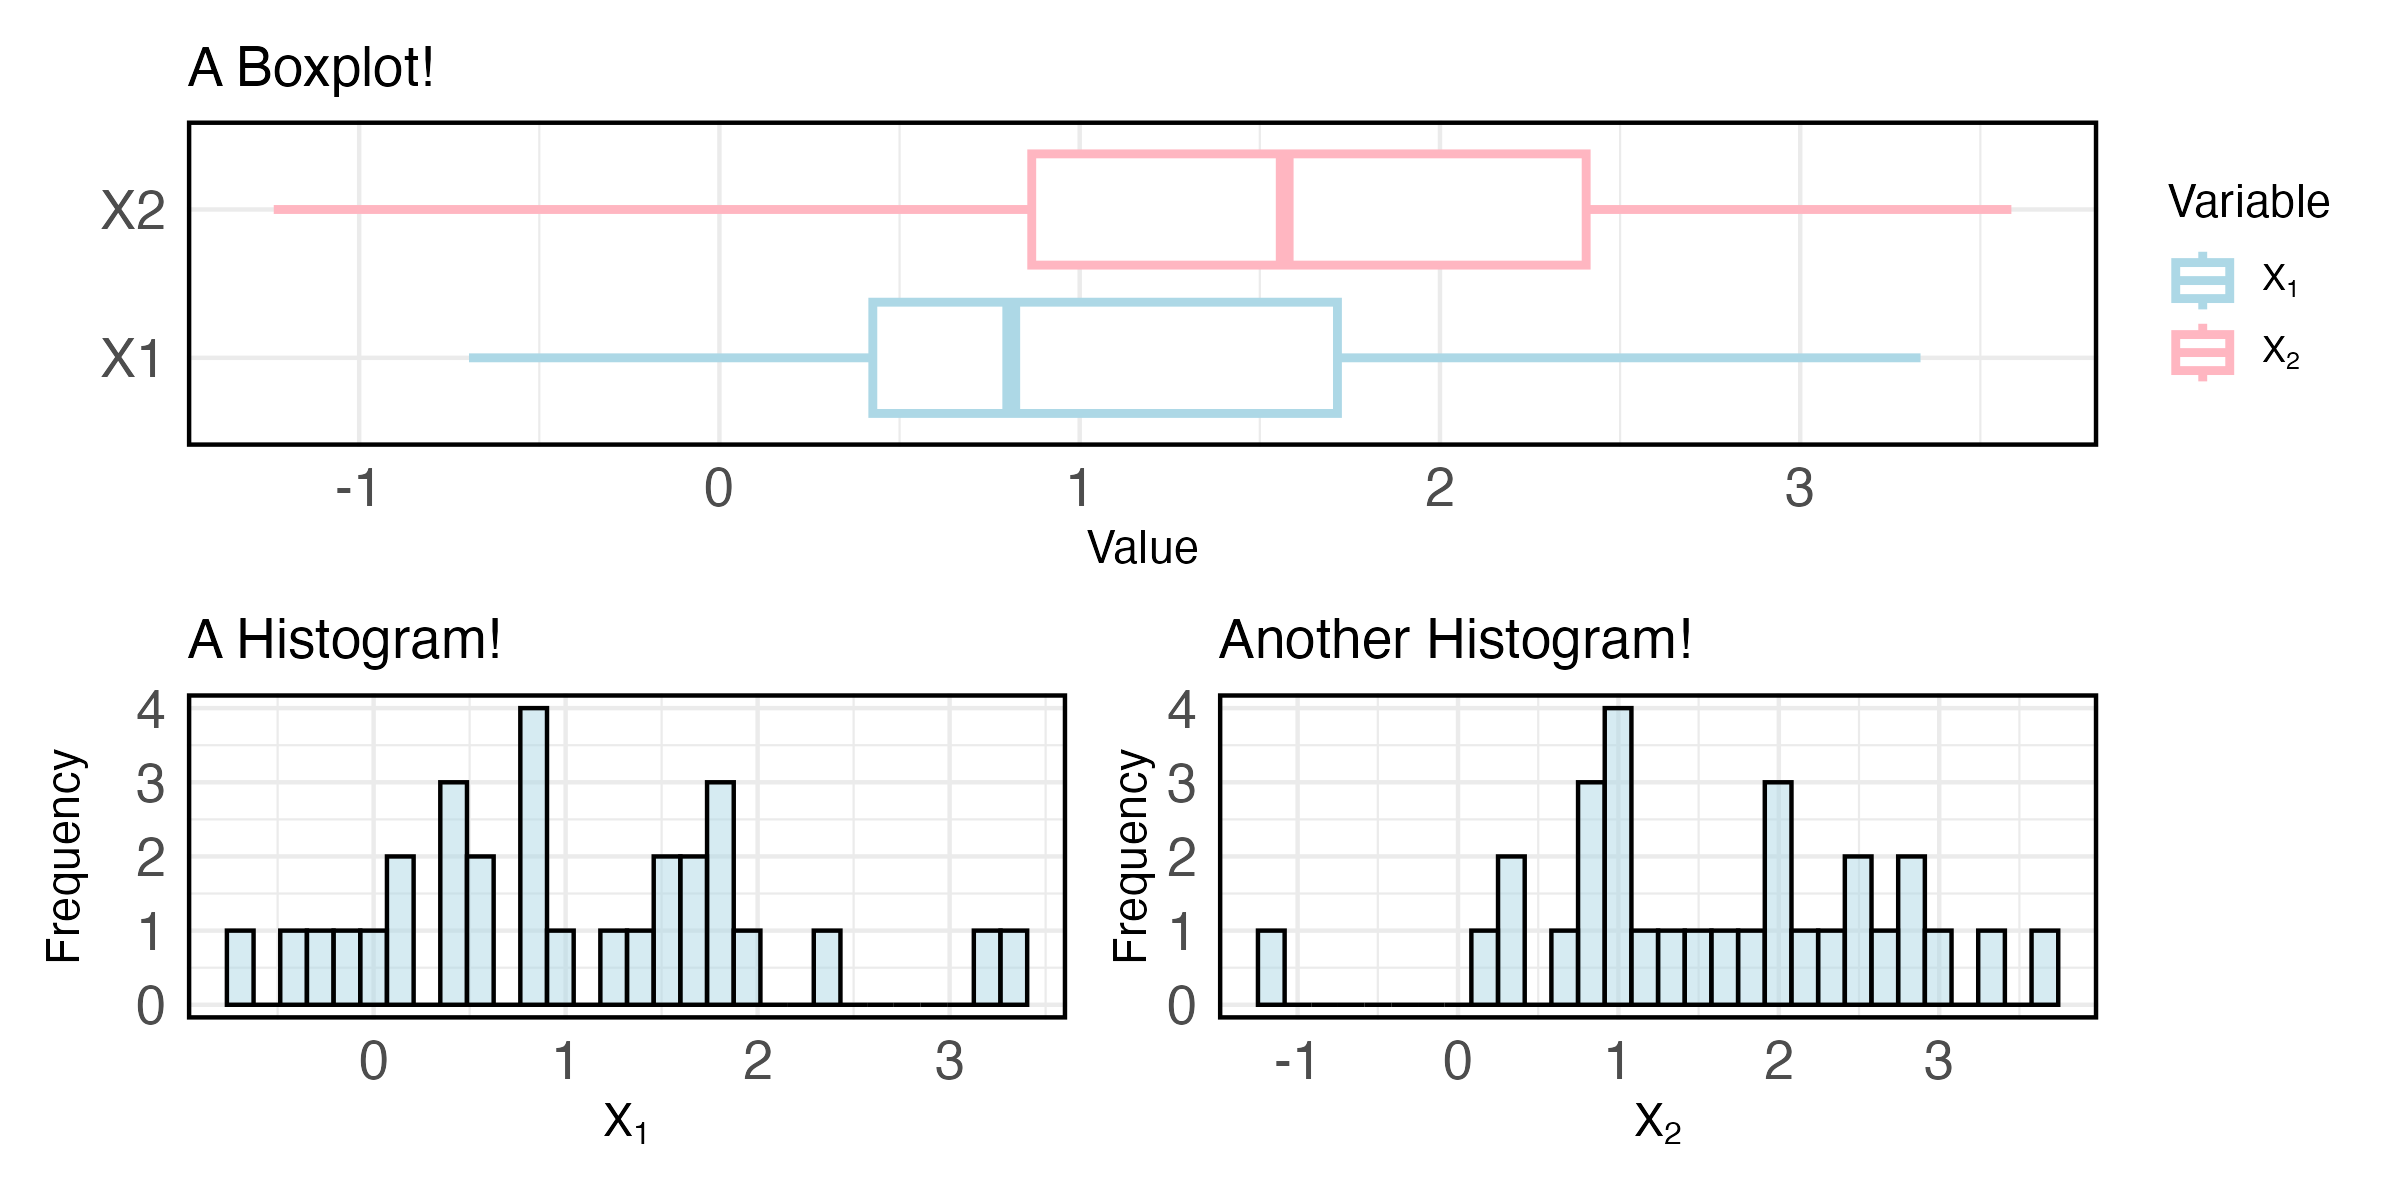 A Boxplot!
X2
X1
-1 0 1 2 3
Value
Variable
X₁
X₂
A Histogram!
4
3
2
1
0
Frequency
0 1 2 3
X₁
Another Histogram!
4
3
2
1
0
Frequency
-1 0 1 2 3
X₂